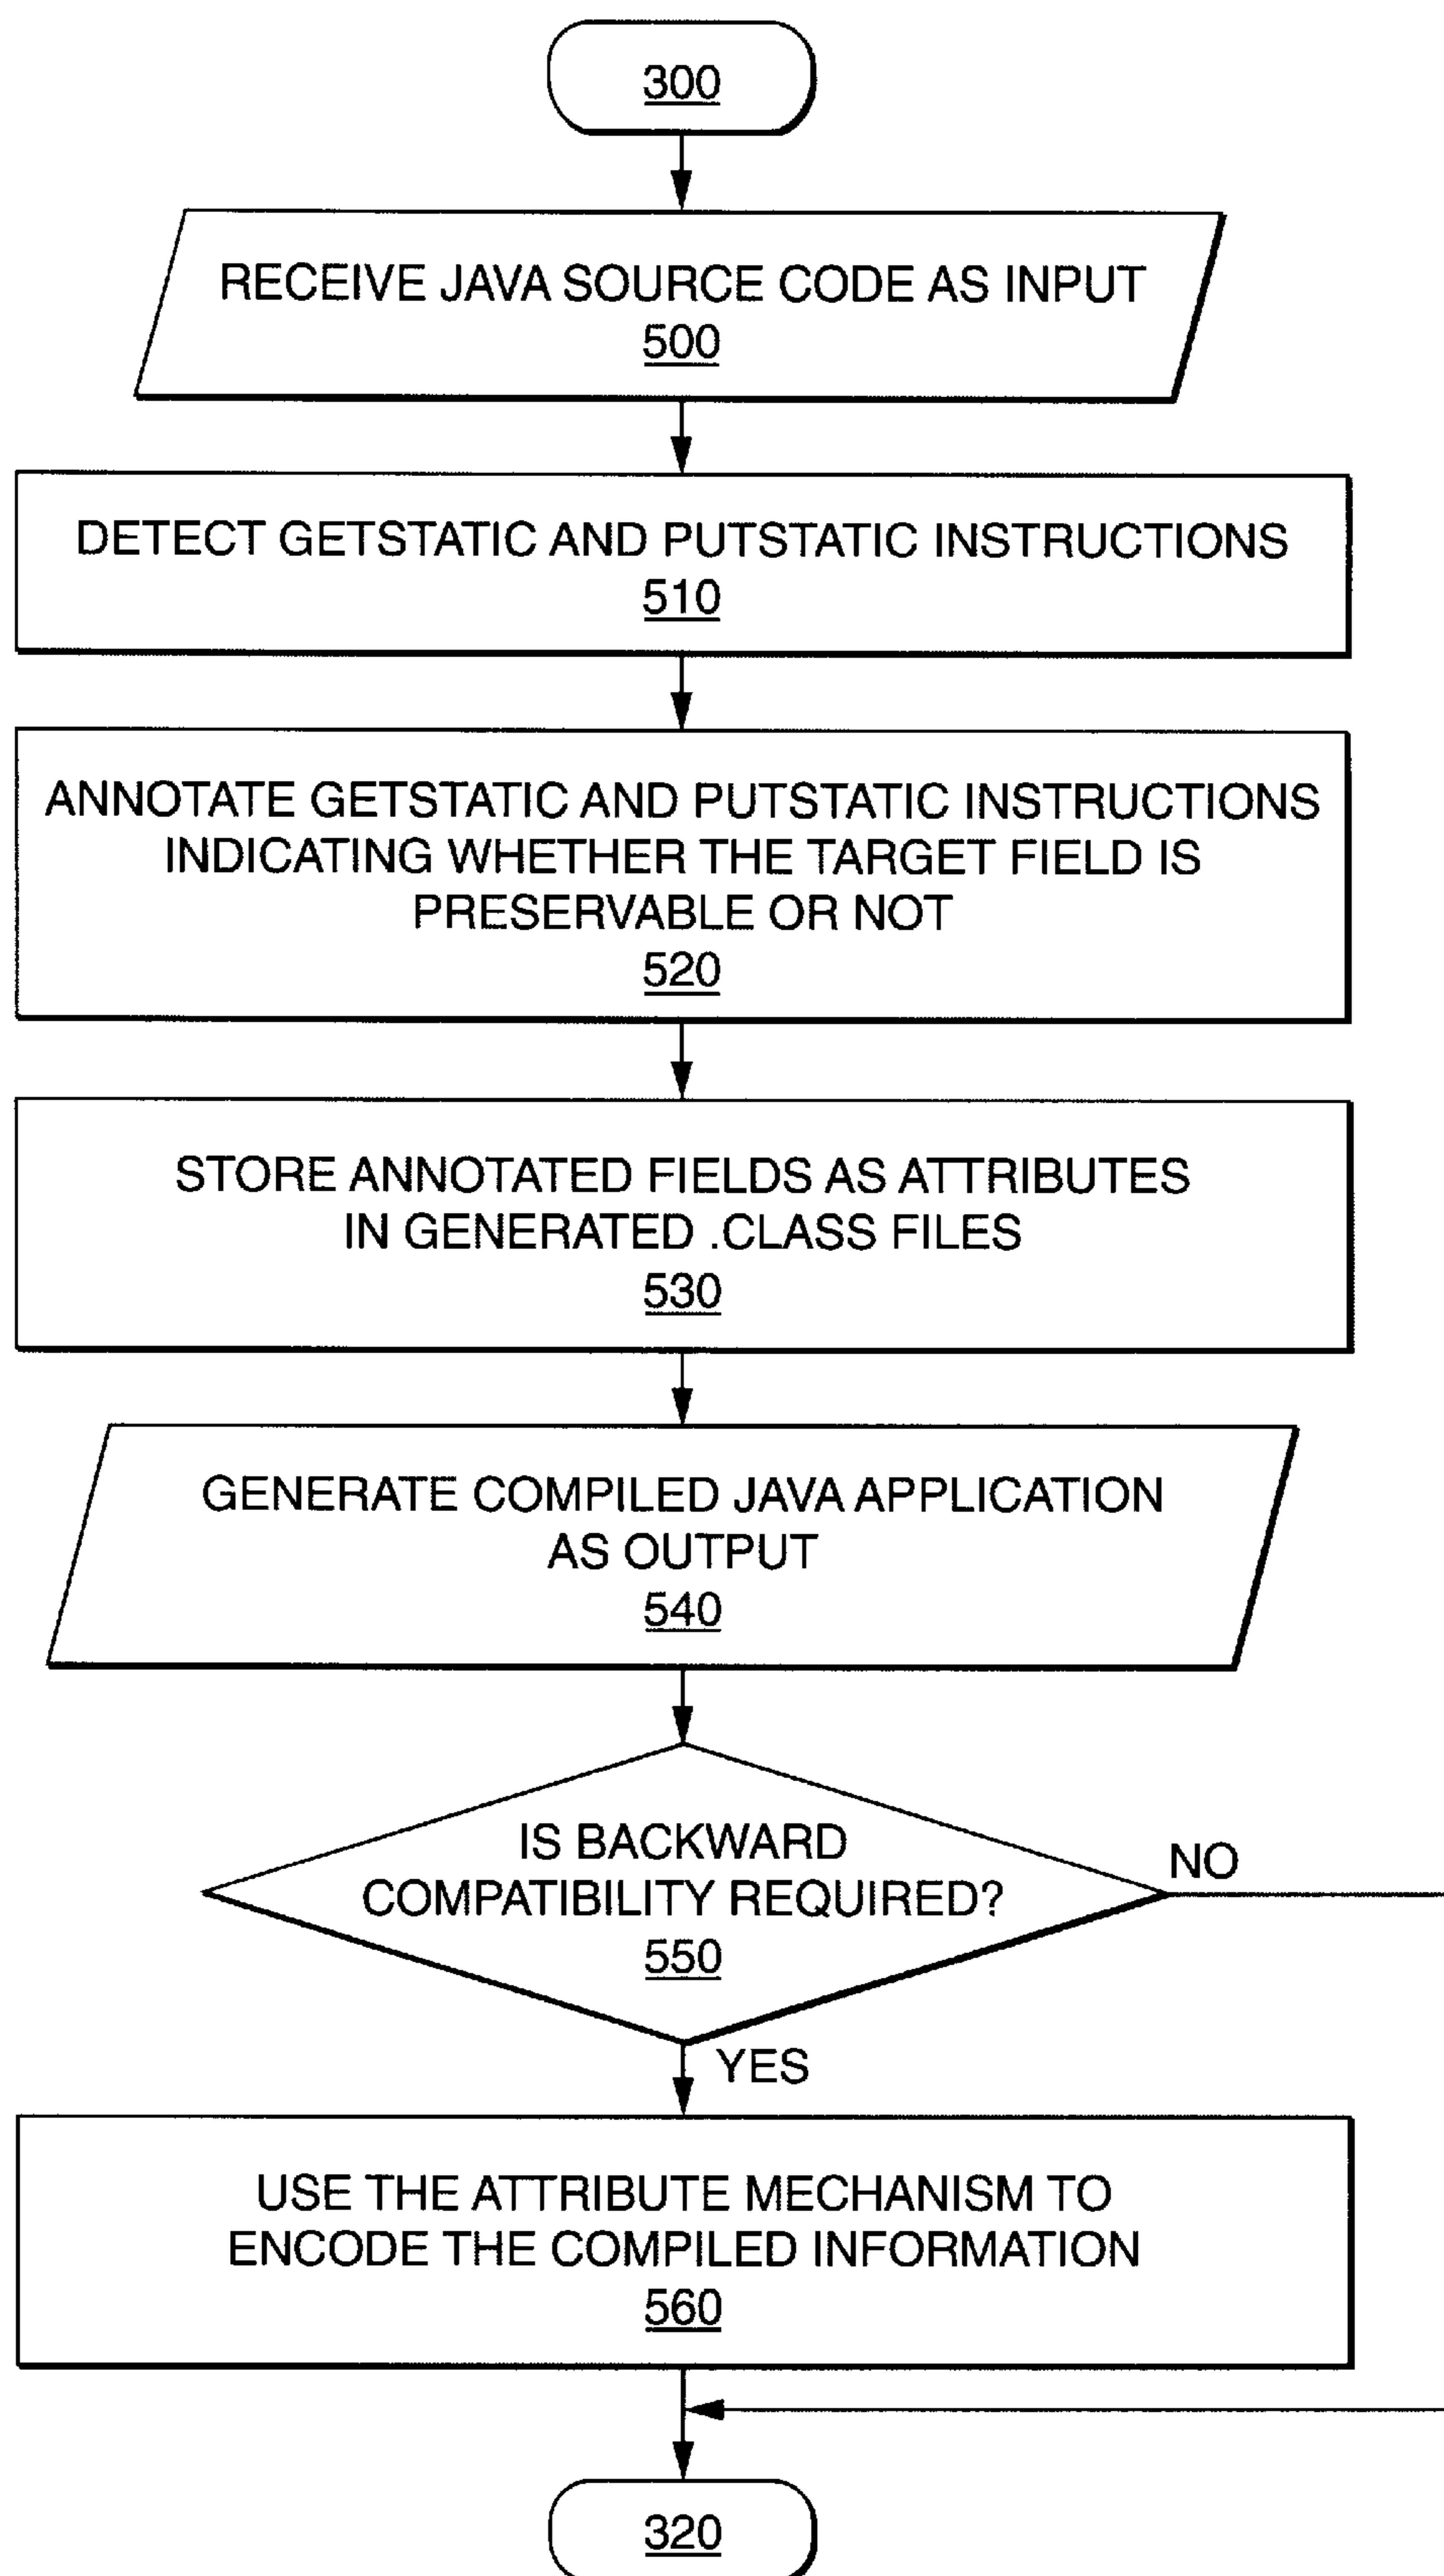 300
RECEIVE JAVA SOURCE CODE AS INPUT
500
DETECT GETSTATIC AND PUTSTATIC INSTRUCTIONS
510
ANNOTATE GETSTATIC AND PUTSTATIC INSTRUCTIONS
INDICATING WHETHER THE TARGET FIELD IS
PRESERVABLE OR NOT
520
STORE ANNOTATED FIELDS AS ATTRIBUTES
IN GENERATED .CLASS FILES
530
GENERATE COMPILED JAVA APPLICATION
AS OUTPUT
540
IS BACKWARD
COMPATIBILITY REQUIRED?
550
NO
YES
USE THE ATTRIBUTE MECHANISM TO
ENCODE THE COMPILED INFORMATION
560
320